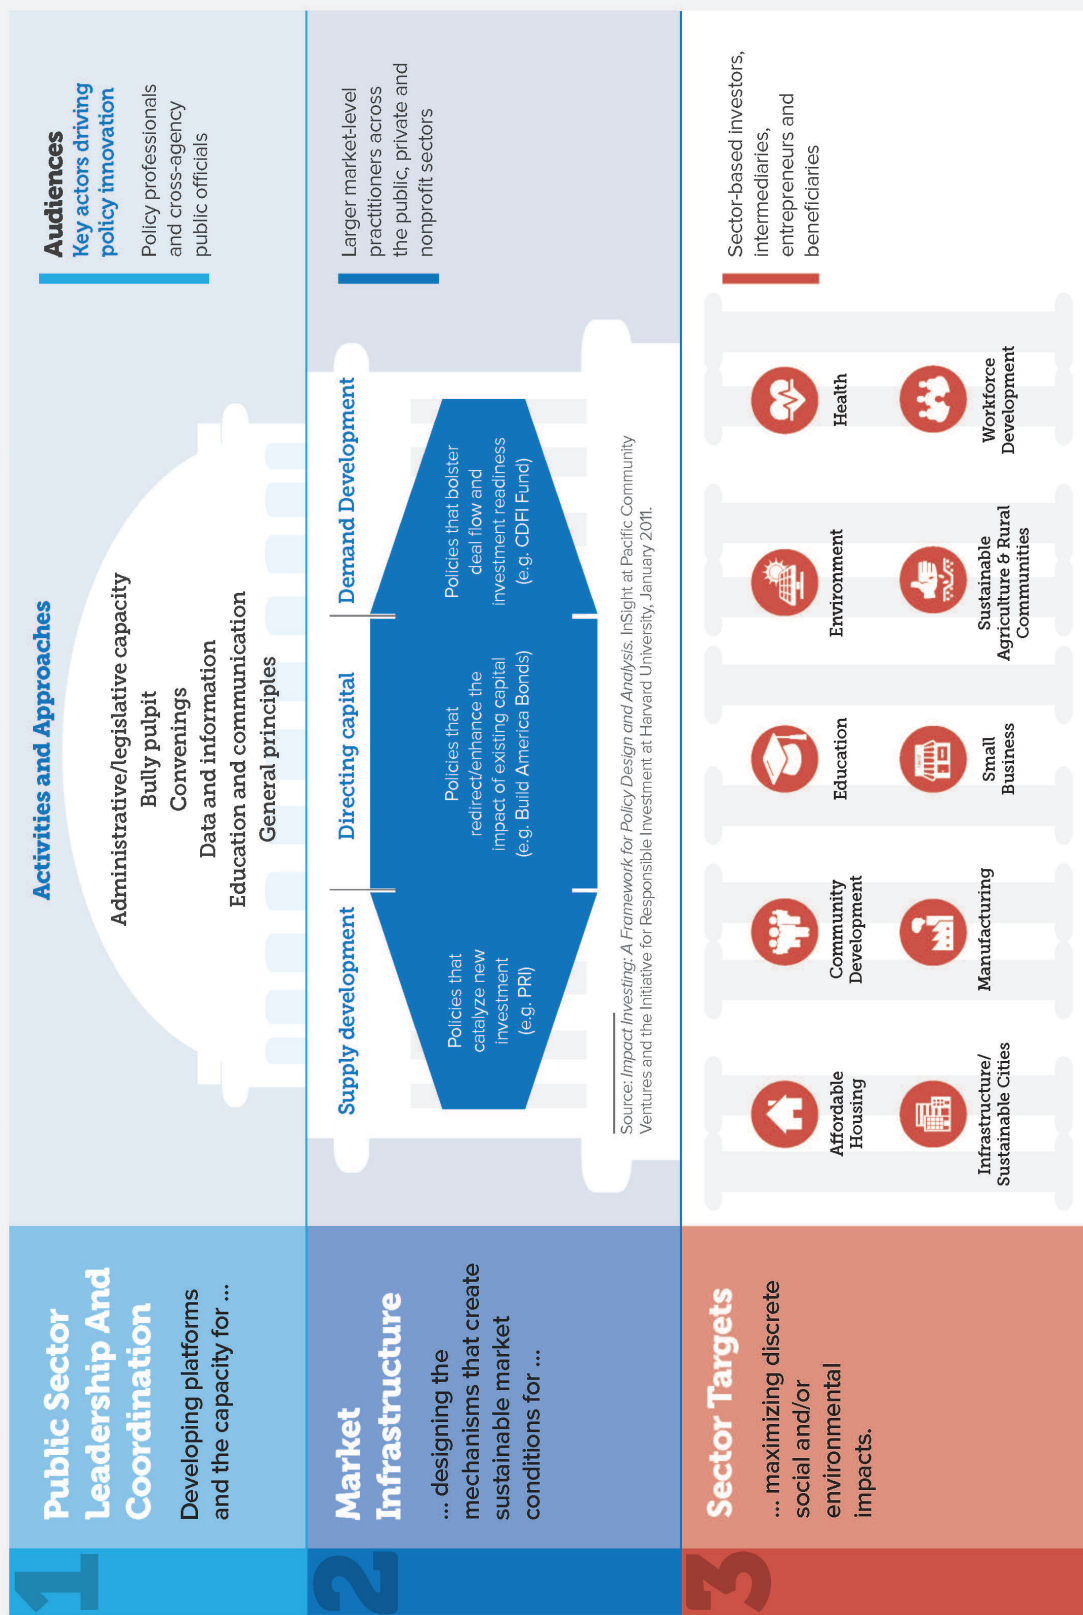 Activities and Approaches
Audiences
Key actors driving
policy innovation
1
Public Sector
Leadership And
Coordination
Developing platforms
and the capacity for ...
Administrative/legislative capacity
Bully pulpit
Convenings
Data and information
Education and communication
General principles
Policy professionals
and cross-agency
public officials
2
Market
Infrastructure
... designing the
mechanisms that create
sustainable market
conditions for ...
Supply development
Policies that
catalyze new
investment
(e.g. PRI)
Directing capital
Policies that
redirect/enhance the
impact of existing capital
(e.g. Build America Bonds)
Demand Development
Policies that bolster
deal flow and
investment readiness
(e.g. CDFI Fund)
Source: Impact Investing: A Framework for Policy Design and Analysis. InSight at Pacific Community
Ventures and the Initiative for Responsible Investment at Harvard University, January 2011.
Larger market-level
practitioners across
the public, private and
nonprofit sectors
3
Sector Targets
... maximizing discrete
social and/or
environmental
impacts.
Affordable
Housing
Community
Development
Education
Environment
Health
Infrastructure/
Sustainable Cities
Manufacturing
Small
Business
Sustainable
Agriculture & Rural
Communities
Workforce
Development
Sector-based investors,
intermediaries,
entrepreneurs and
beneficiaries